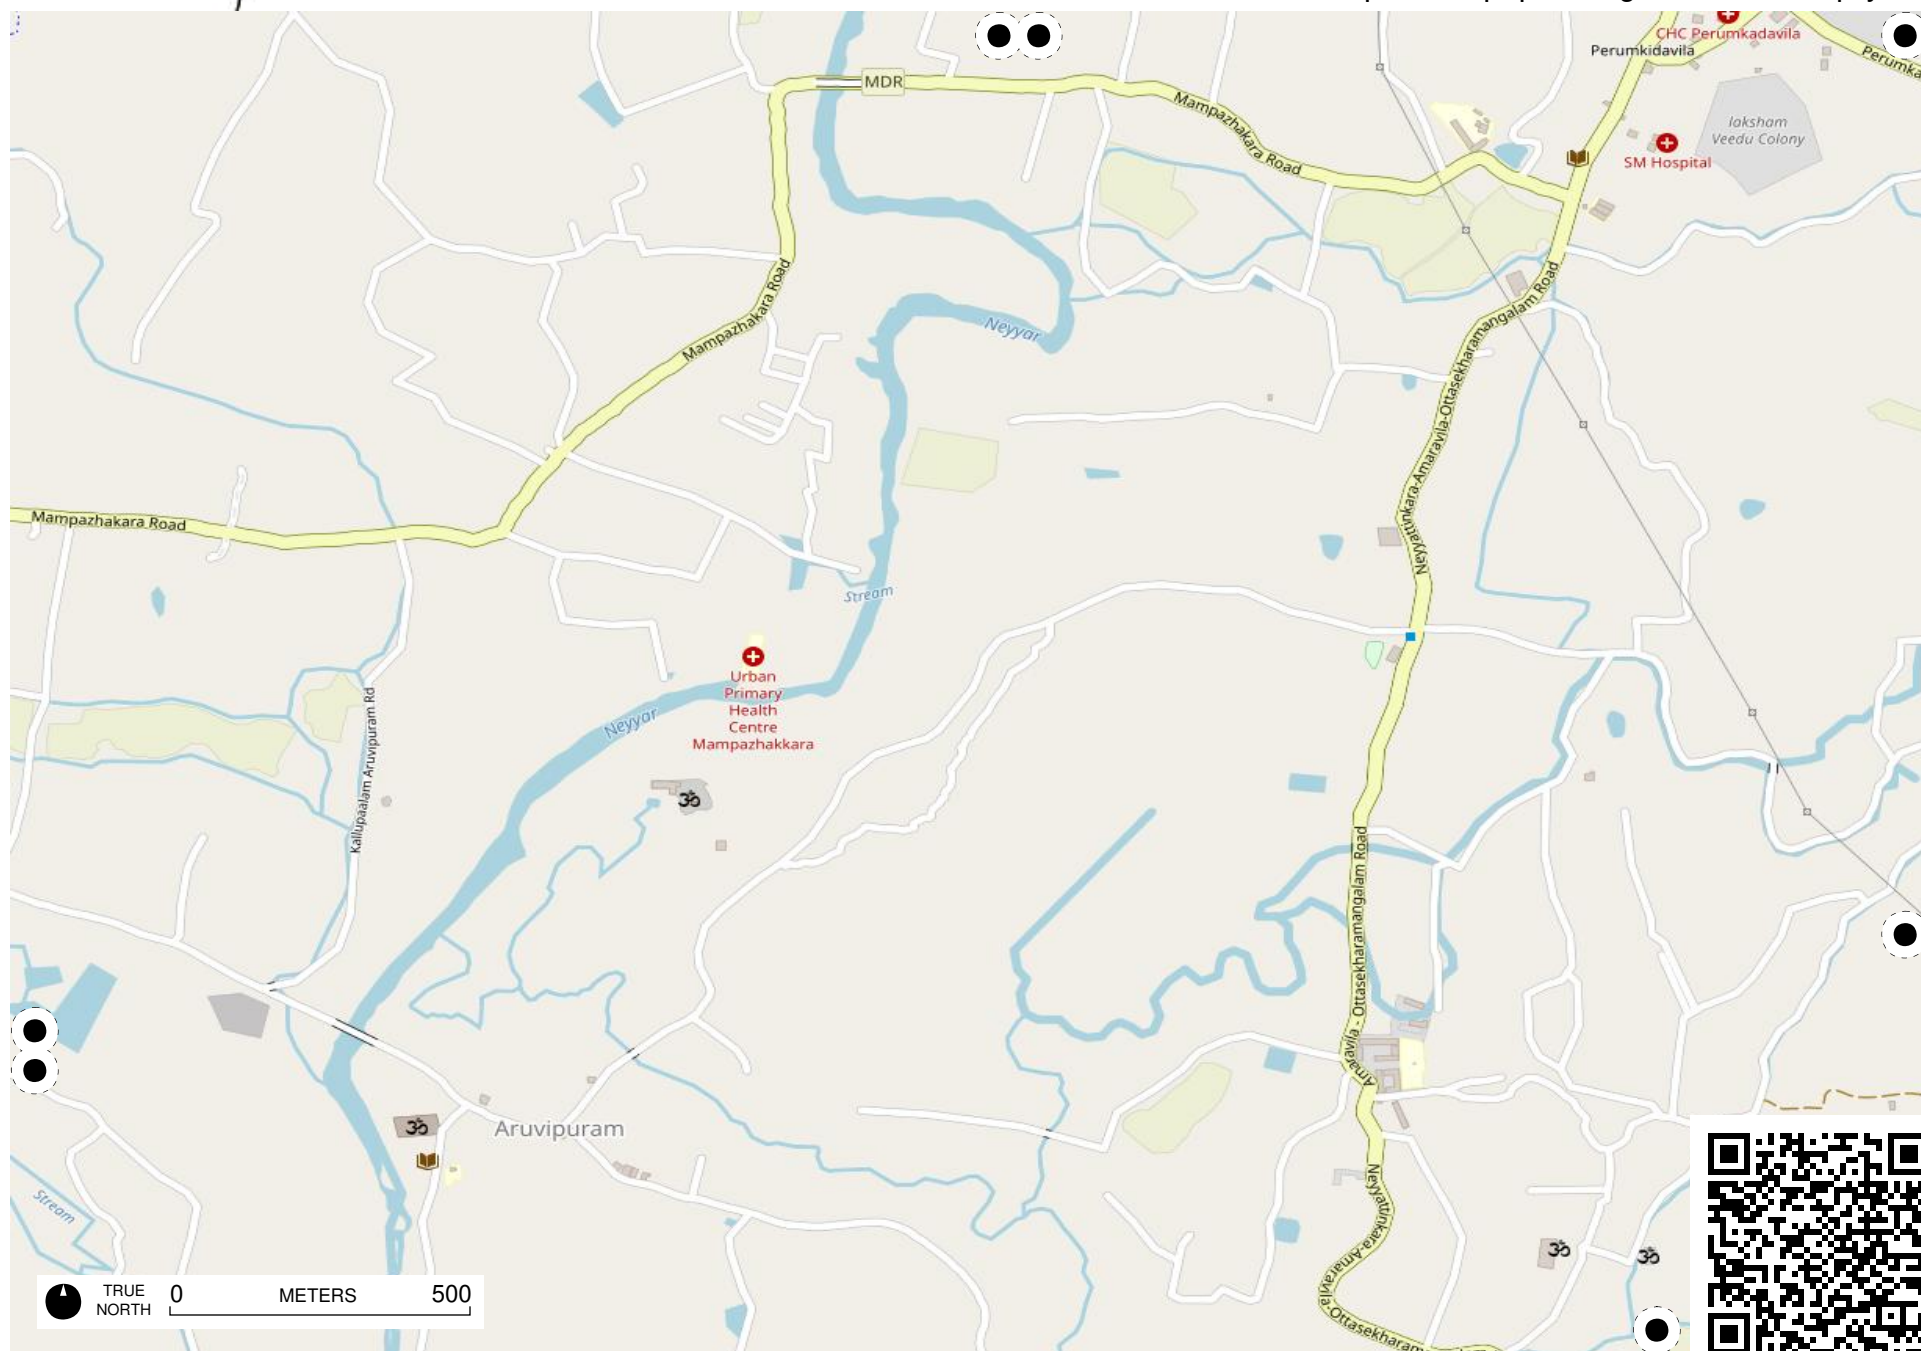 MDR
CHC Perumkadavila
Perumkidavila
Mampazhakara Road
laksham
Veedu Colony
SM Hospital
Neyyar
Mampazhakara Road
Neyyattinkara-Amaravila-Ottasekharamangalam Road
Mampazhakara Road
Stream
Urban
Primary
Health
Centre
Mampazhakkara
Neyyar
Kallupaalam Aruvipuram Rd
ॐ
Amaravila - Ottasekharamangalam Road
ॐ
Aruvipuram
Stream
Neyyattinkara-Amaravila-Ottasekharam
ॐ
ॐ
TRUE
NORTH
0 METERS 500